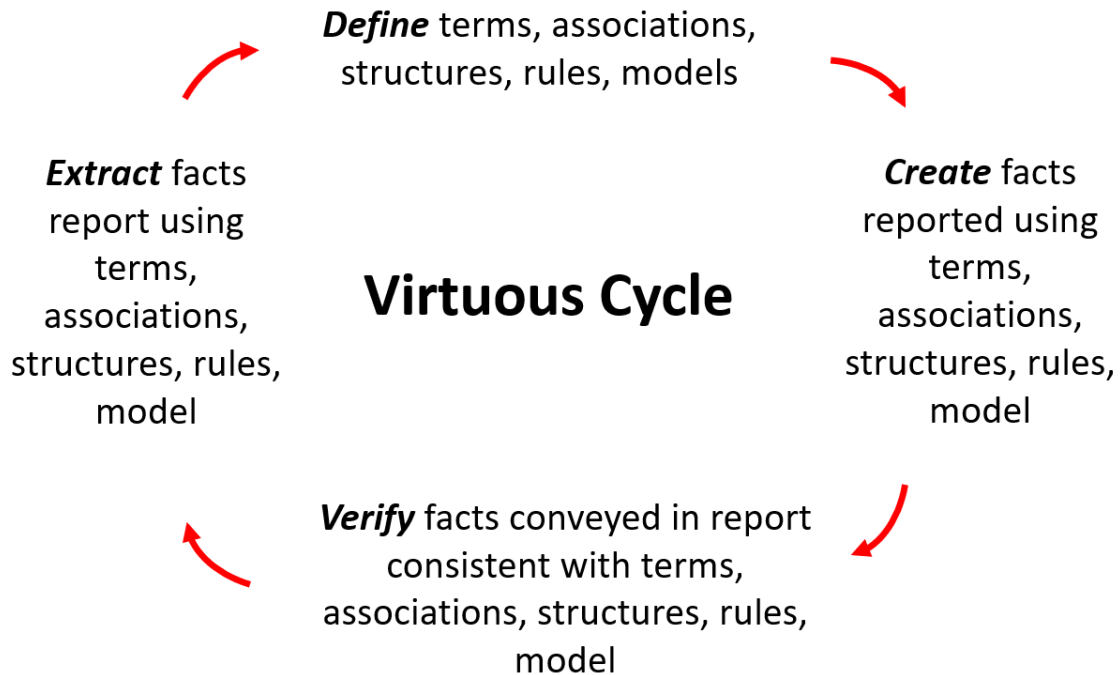 Define terms, associations,
structures, rules, models
Create facts
reported using
terms,
associations,
structures, rules,
model
Verify facts conveyed in report
consistent with terms,
associations, structures, rules,
model
Extract facts
report using
terms,
associations,
structures, rules,
model
Virtuous Cycle